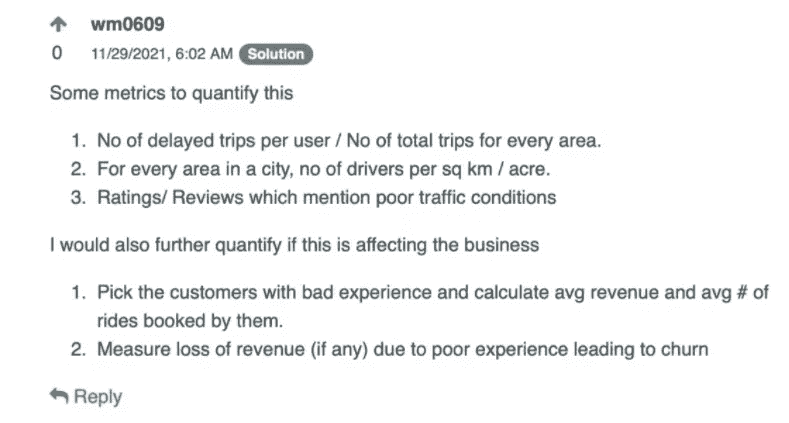 wm0609
0 11/29/2021, 6:02 AM Solution
Some metrics to quantify this
1. No of delayed trips per user / No of total trips for every area.
2. For every area in a city, no of drivers per sq km / acre.
3. Ratings/ Reviews which mention poor traffic conditions
I would also further quantify if this is affecting the business
1. Pick the customers with bad experience and calculate avg revenue and avg # of
rides booked by them.
2. Measure loss of revenue (if any) due to poor experience leading to churn
Reply